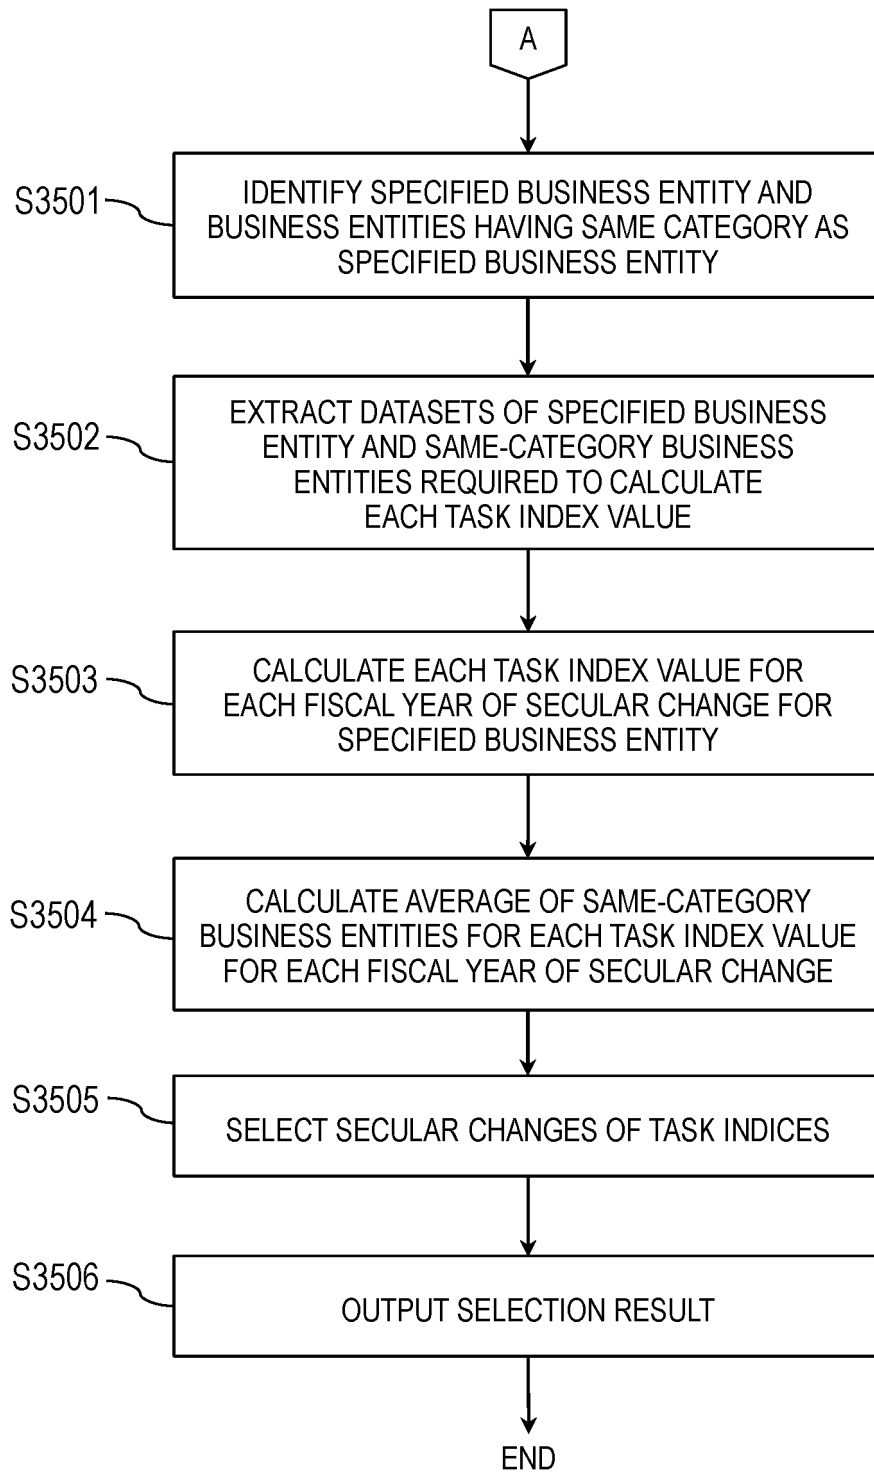 A
S3501
IDENTIFY SPECIFIED BUSINESS ENTITY AND
BUSINESS ENTITIES HAVING SAME CATEGORY AS
SPECIFIED BUSINESS ENTITY
S3502
EXTRACT DATASETS OF SPECIFIED BUSINESS
ENTITY AND SAME-CATEGORY BUSINESS
ENTITIES REQUIRED TO CALCULATE
EACH TASK INDEX VALUE
S3503
CALCULATE EACH TASK INDEX VALUE FOR
EACH FISCAL YEAR OF SECULAR CHANGE FOR
SPECIFIED BUSINESS ENTITY
S3504
CALCULATE AVERAGE OF SAME-CATEGORY
BUSINESS ENTITIES FOR EACH TASK INDEX VALUE
FOR EACH FISCAL YEAR OF SECULAR CHANGE
S3505
SELECT SECULAR CHANGES OF TASK INDICES
S3506
OUTPUT SELECTION RESULT
END